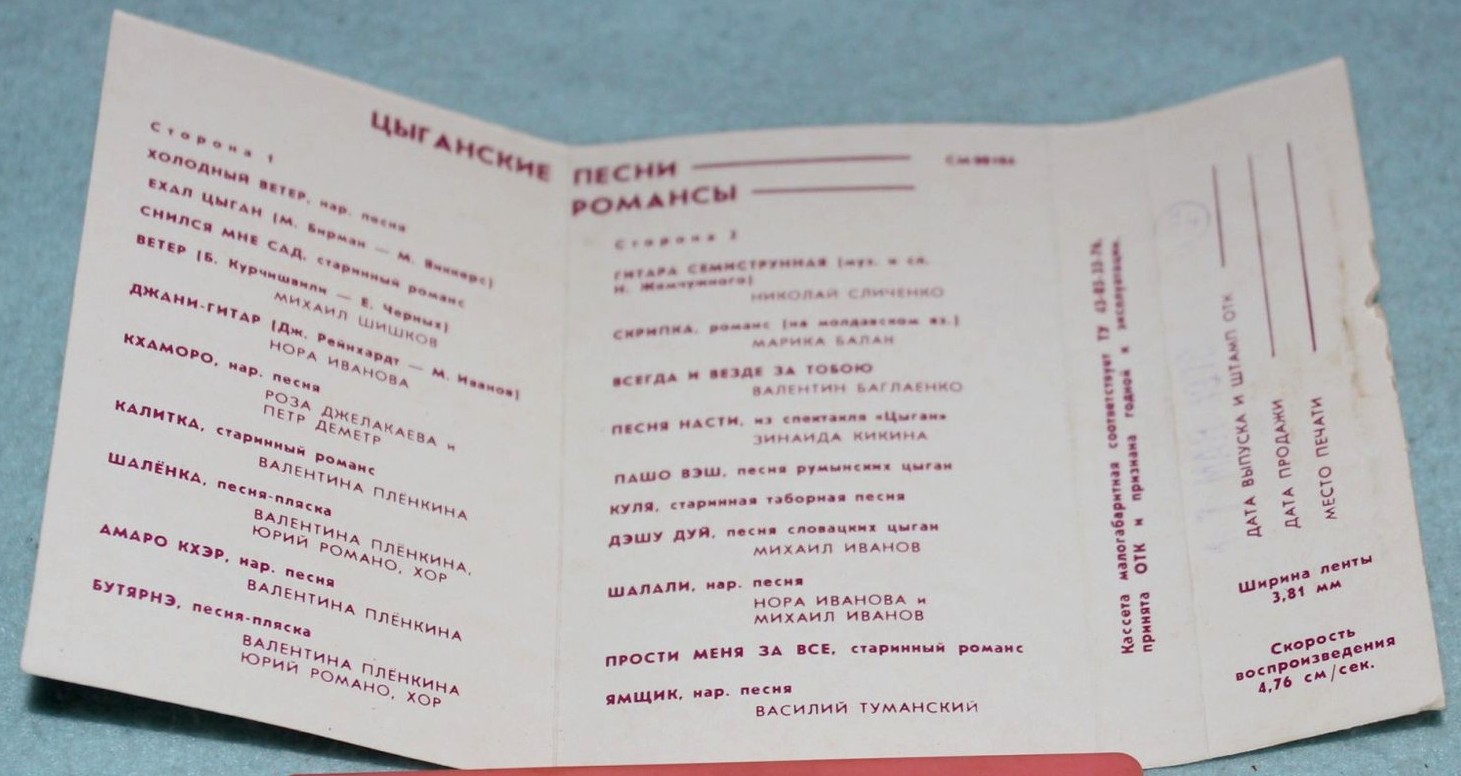 ЦЫГАНСКИЕ ПЕСНИ
РОМАНСЫ
Сторона 1
ХОЛОДНЫЙ ВЕТЕР, нар. песня
ЕХАЛ ЦЫГАН (М. Бирман — М. Виккерс)
СНИЛСЯ МНЕ САД, старинный романс
ВЕТЕР (Б. Курчишвили — Е. Черных)
МИХАИЛ ШИШКОВ
ДЖАНИ-ГИТАР (Дж. Рейнхардт — М. Иванов)
НОРА ИВАНОВА
КХАМОРО, нар. песня
РОЗА ДЖЕЛАКАЕВА и
ПЕТР ДЕМЕТР
КАЛИТКА, старинный романс
ВАЛЕНТИНА ПЛЁНКИНА
ШАЛЁНКА, песня-пляска
ВАЛЕНТИНА ПЛЁНКИНА,
ЮРИЙ РОМАНО, ХОР
АМАРО КХЭР, нар. песня
ВАЛЕНТИНА ПЛЁНКИНА
БУТЯРНЭ, песня-пляска
ВАЛЕНТИНА ПЛЁНКИНА
ЮРИЙ РОМАНО, ХОР
Сторона 2
ГИТАРА СЕМИСТРУННАЯ (муз. и сл.
Н. Жемчужного)
НИКОЛАЙ СЛИЧЕНКО
СКРИПКА, романс (на молдавском яз.)
МАРИКА БАЛАН
ВСЕГДА И ВЕЗДЕ ЗА ТОБОЮ
ВАЛЕНТИН БАГЛАЕНКО
ПЕСНЯ НАСТИ, из спектакля «Цыган»
ЗИНАИДА КИКИНА
ПАШО ВЭШ, песня румынских цыган
КУЛЯ, старинная таборная песня
ДЭШУ ДУЙ, песня словацких цыган
МИХАИЛ ИВАНОВ
ШАЛАЛИ, нар. песня
НОРА ИВАНОВА и
МИХАИЛ ИВАНОВ
ПРОСТИ МЕНЯ ЗА ВСЕ, старинный романс
ЯМЩИК, нар. песня
ВАСИЛИЙ ТУМАНСКИЙ
Кассета малогабаритная соответствует ТУ
принята ОТК и признана годной к эксплуатации.
ДАТА ВЫПУСКА И ШТАМП ОТК
ДАТА ПРОДАЖИ
МЕСТО ПЕЧАТИ
Ширина ленты
3,81 мм
Скорость
воспроизведения
4,76 см/сек.